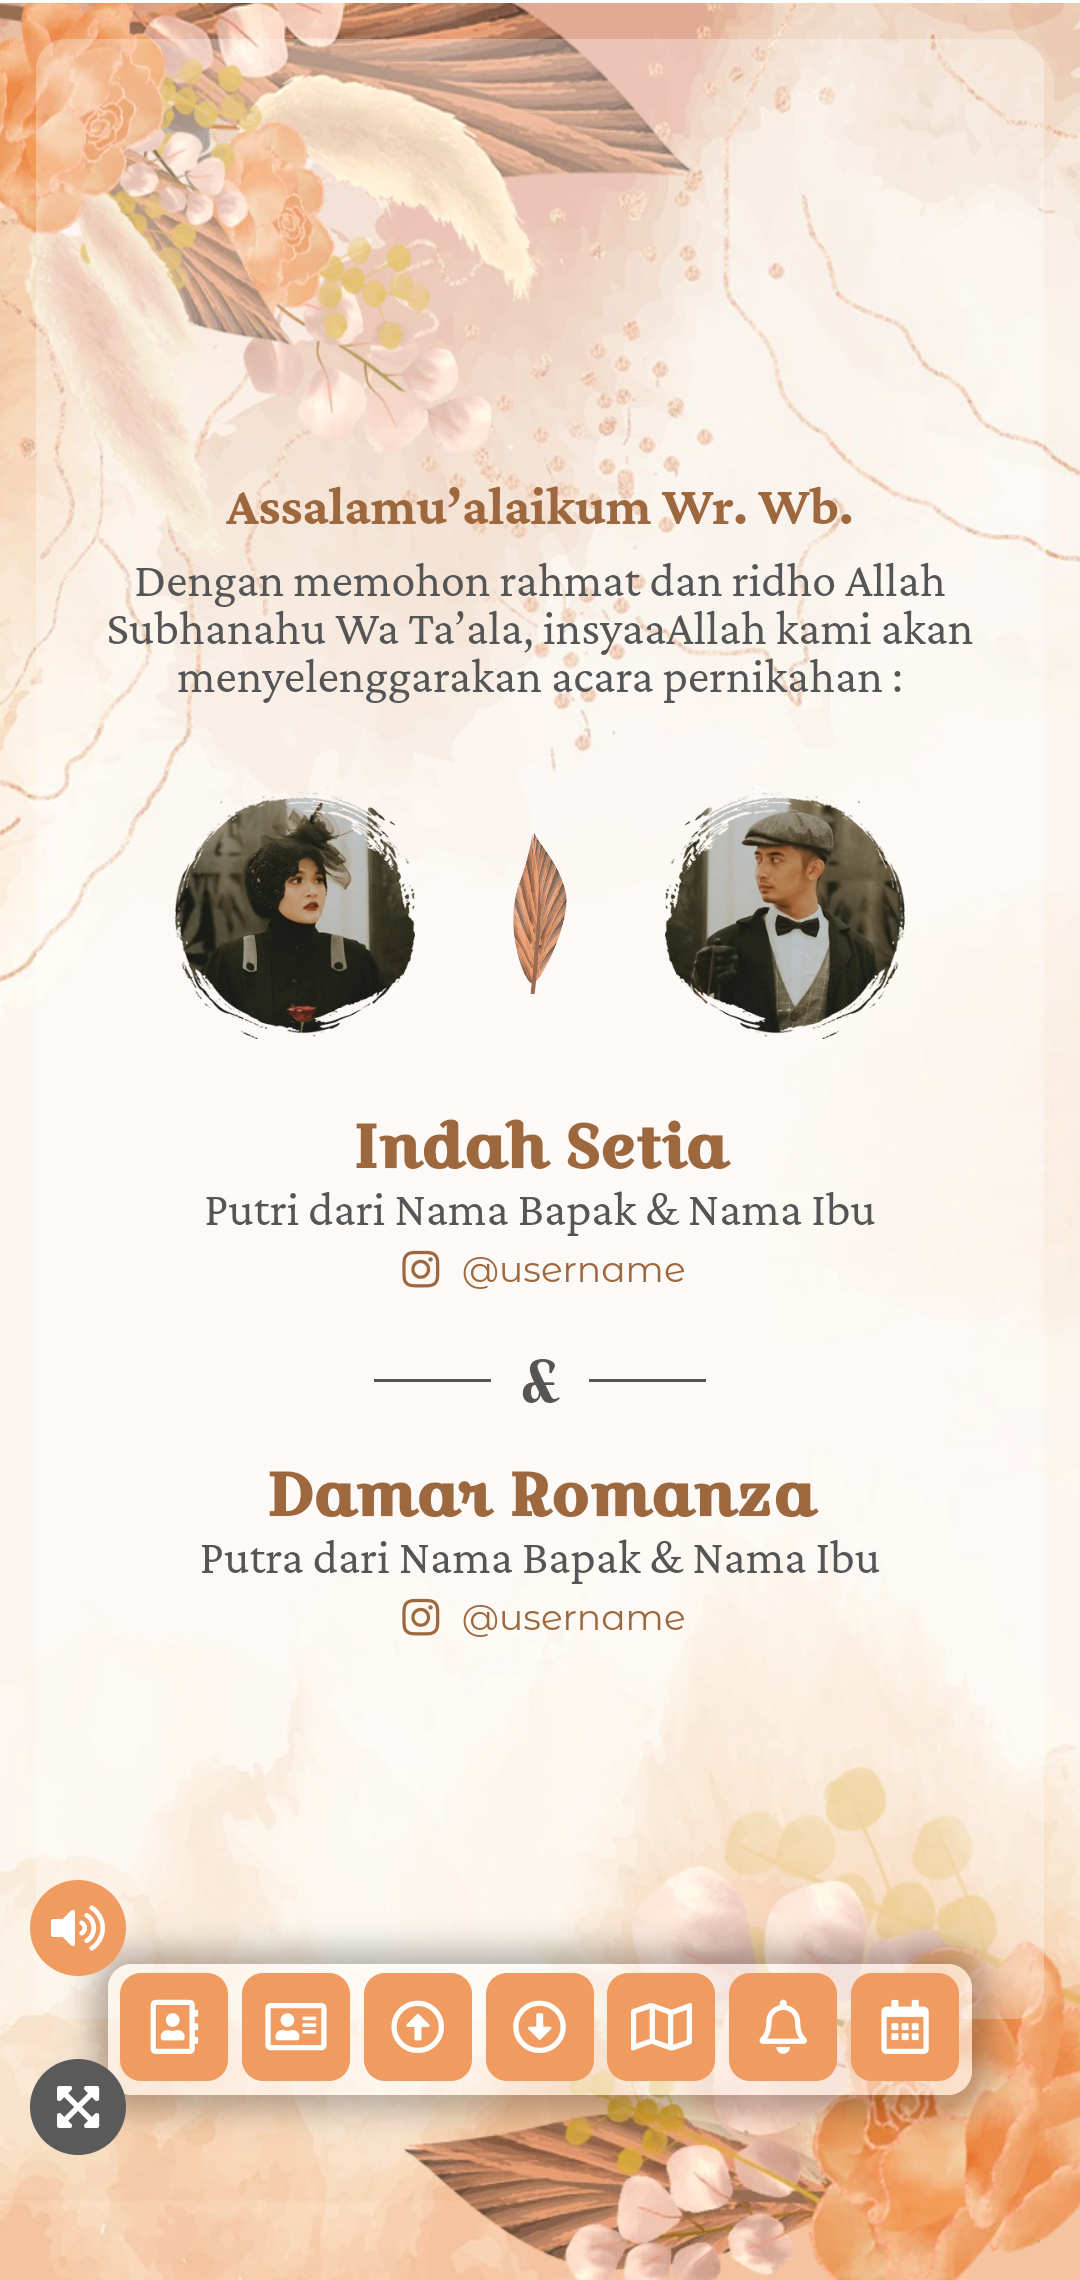 Assalamu’alaikum Wr. Wb.
Dengan memohon rahmat dan ridho Allah
Subhanahu Wa Ta’ala, insyaaAllah kami akan
menyelenggarakan acara pernikahan :
Indah Setia
Putri dari Nama Bapak & Nama Ibu
@username
&
Damar Romanza
Putra dari Nama Bapak & Nama Ibu
@username